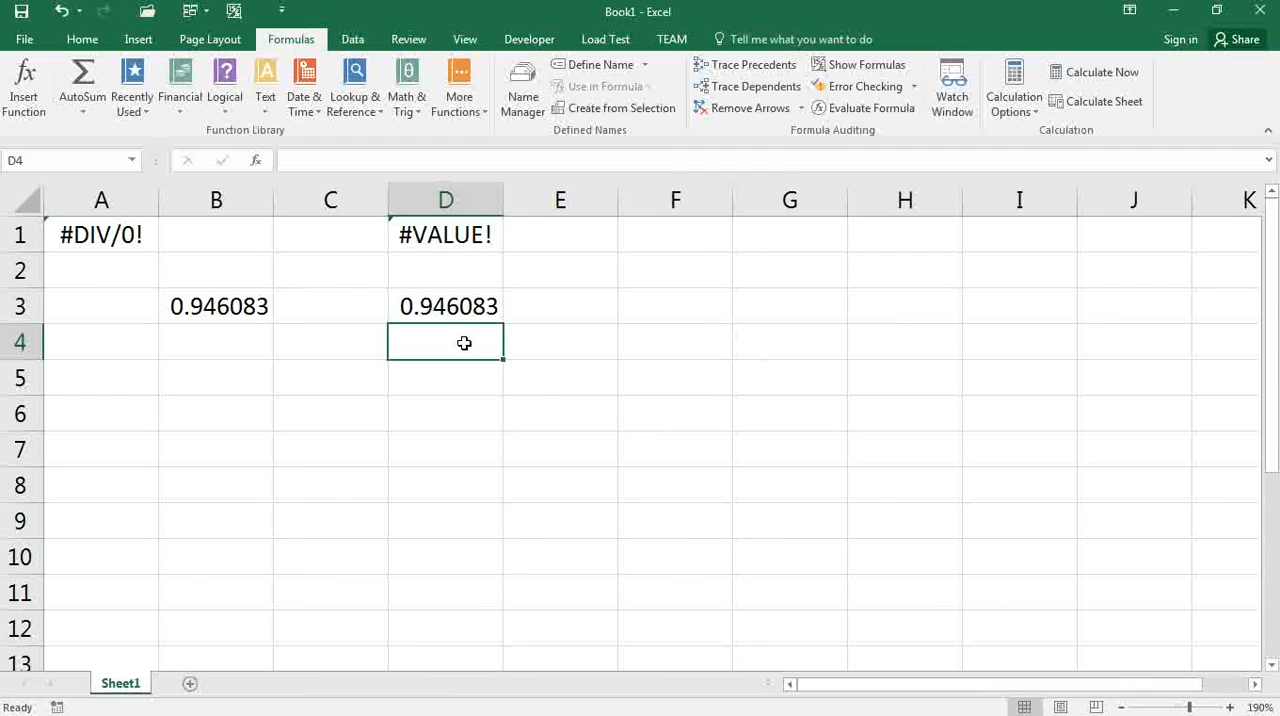 Book1 - Excel
File Home Insert Page Layout Formulas Data Review View Developer Load Test TEAM Tell me what you want to do Sign in Share
Insert Function
AutoSum
Recently Used
Financial
Logical
Text
Date & Time
Lookup & Reference
Math & Trig
More Functions
Function Library
Name Manager
Define Name
Use in Formula
Create from Selection
Defined Names
Trace Precedents
Trace Dependents
Remove Arrows
Show Formulas
Error Checking
Evaluate Formula
Formula Auditing
Watch Window
Calculation Options
Calculate Now
Calculate Sheet
Calculation
D4 fx
A B C D E F G H I J K
1 #DIV/0! #VALUE!
2
3 0.946083 0.946083
4
5
6
7
8
9
10
11
12
13
Sheet1
Ready 190%